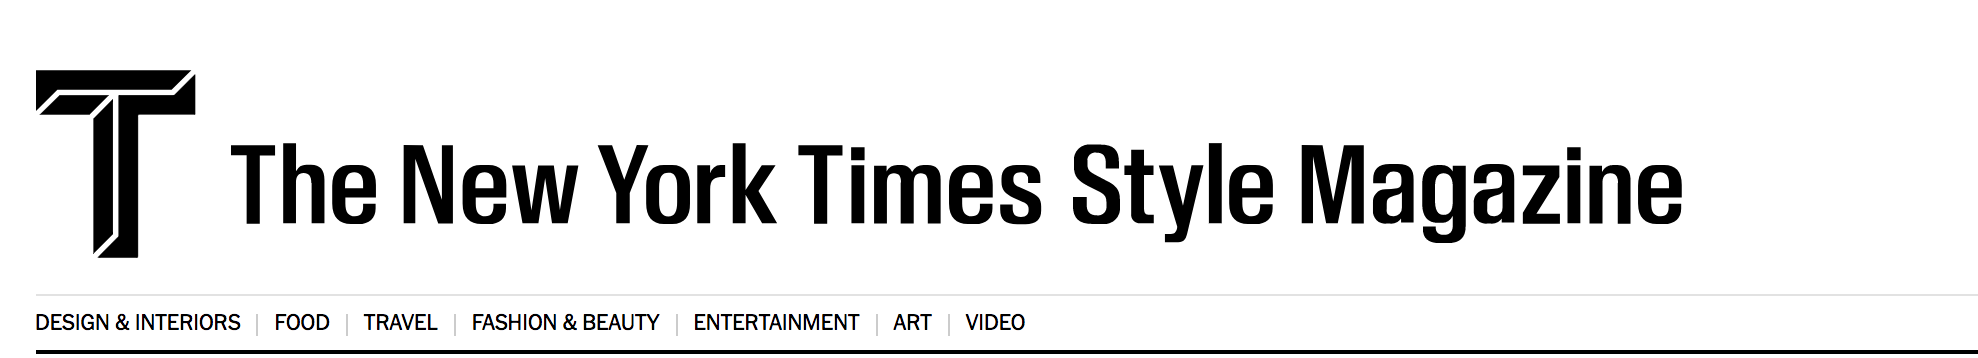 T The New York Times Style Magazine
DESIGN & INTERIORS | FOOD | TRAVEL | FASHION & BEAUTY | ENTERTAINMENT | ART | VIDEO